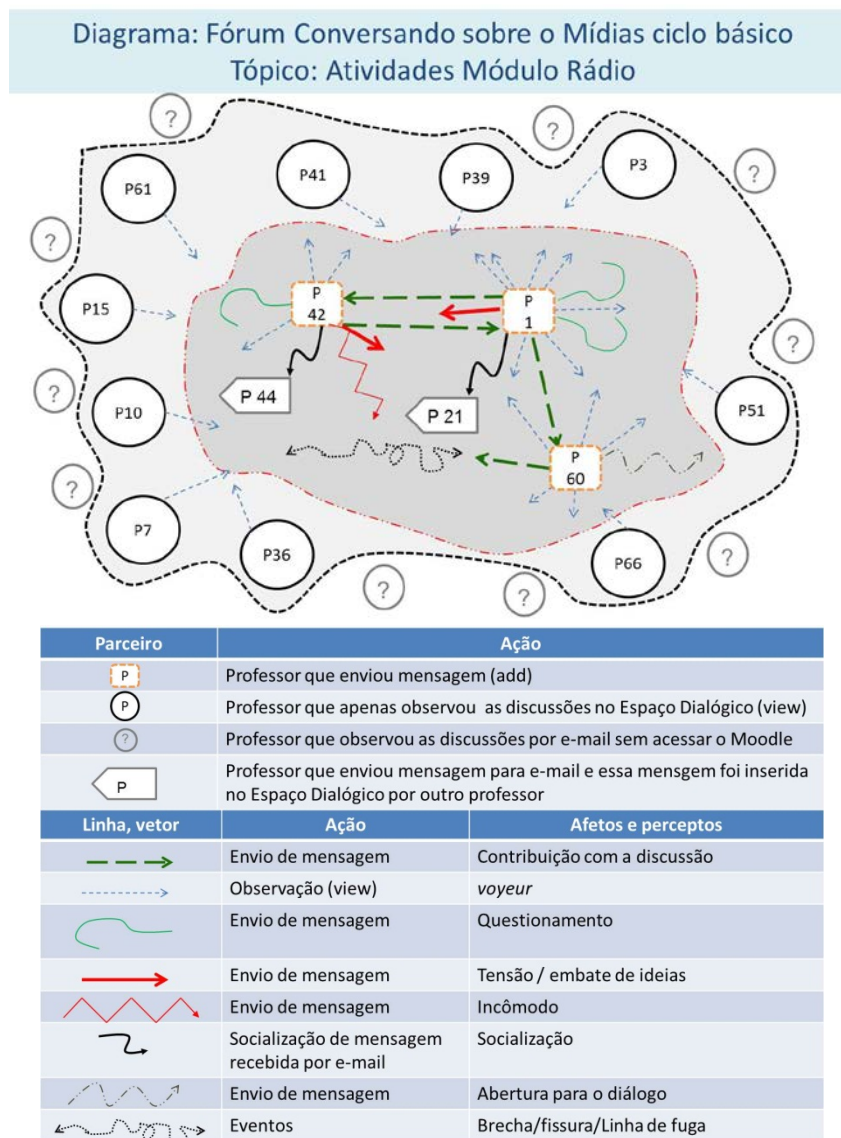 Diagrama: Fórum Conversando sobre o Mídias ciclo básico
Tópico: Atividades Módulo Rádio
?
?
?
P61
P41
P39
P3
?
?
P
42
P
1
P15
?
P 44
P 21
?
P10
P51
P
60
?
P7
P36
P66
?
?
?
Parceiro
Ação
P
Professor que enviou mensagem (add)
P
Professor que apenas observou as discussões no Espaço Dialógico (view)
?
Professor que observou as discussões por e-mail sem acessar o Moodle
P
Professor que enviou mensagem para e-mail e essa mensgem foi inserida
no Espaço Dialógico por outro professor
Linha, vetor
Ação
Afetos e perceptos
Envio de mensagem
Contribuição com a discussão
Observação (view)
voyeur
Envio de mensagem
Questionamento
Envio de mensagem
Tensão / embate de ideias
Envio de mensagem
Incômodo
Socialização de mensagem
recebida por e-mail
Socialização
Envio de mensagem
Abertura para o diálogo
Eventos
Brecha/fissura/Linha de fuga